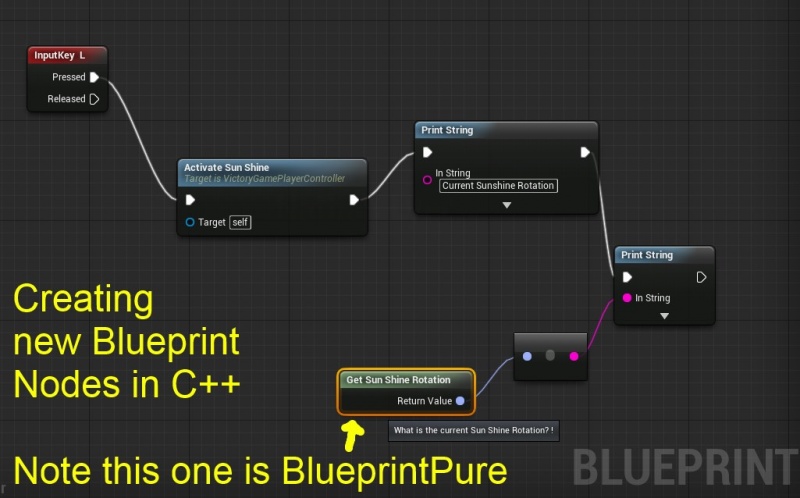 InputKey L
Pressed
Released
Activate Sun Shine
Target is VictoryGamePlayerController
Target self
Print String
In String
Current Sunshine Rotation
Print String
In String
Get Sun Shine Rotation
Return Value
What is the current Sun Shine Rotation? !
Creating
new Blueprint
Nodes in C++
Note this one is BlueprintPure
BLUEPRINT